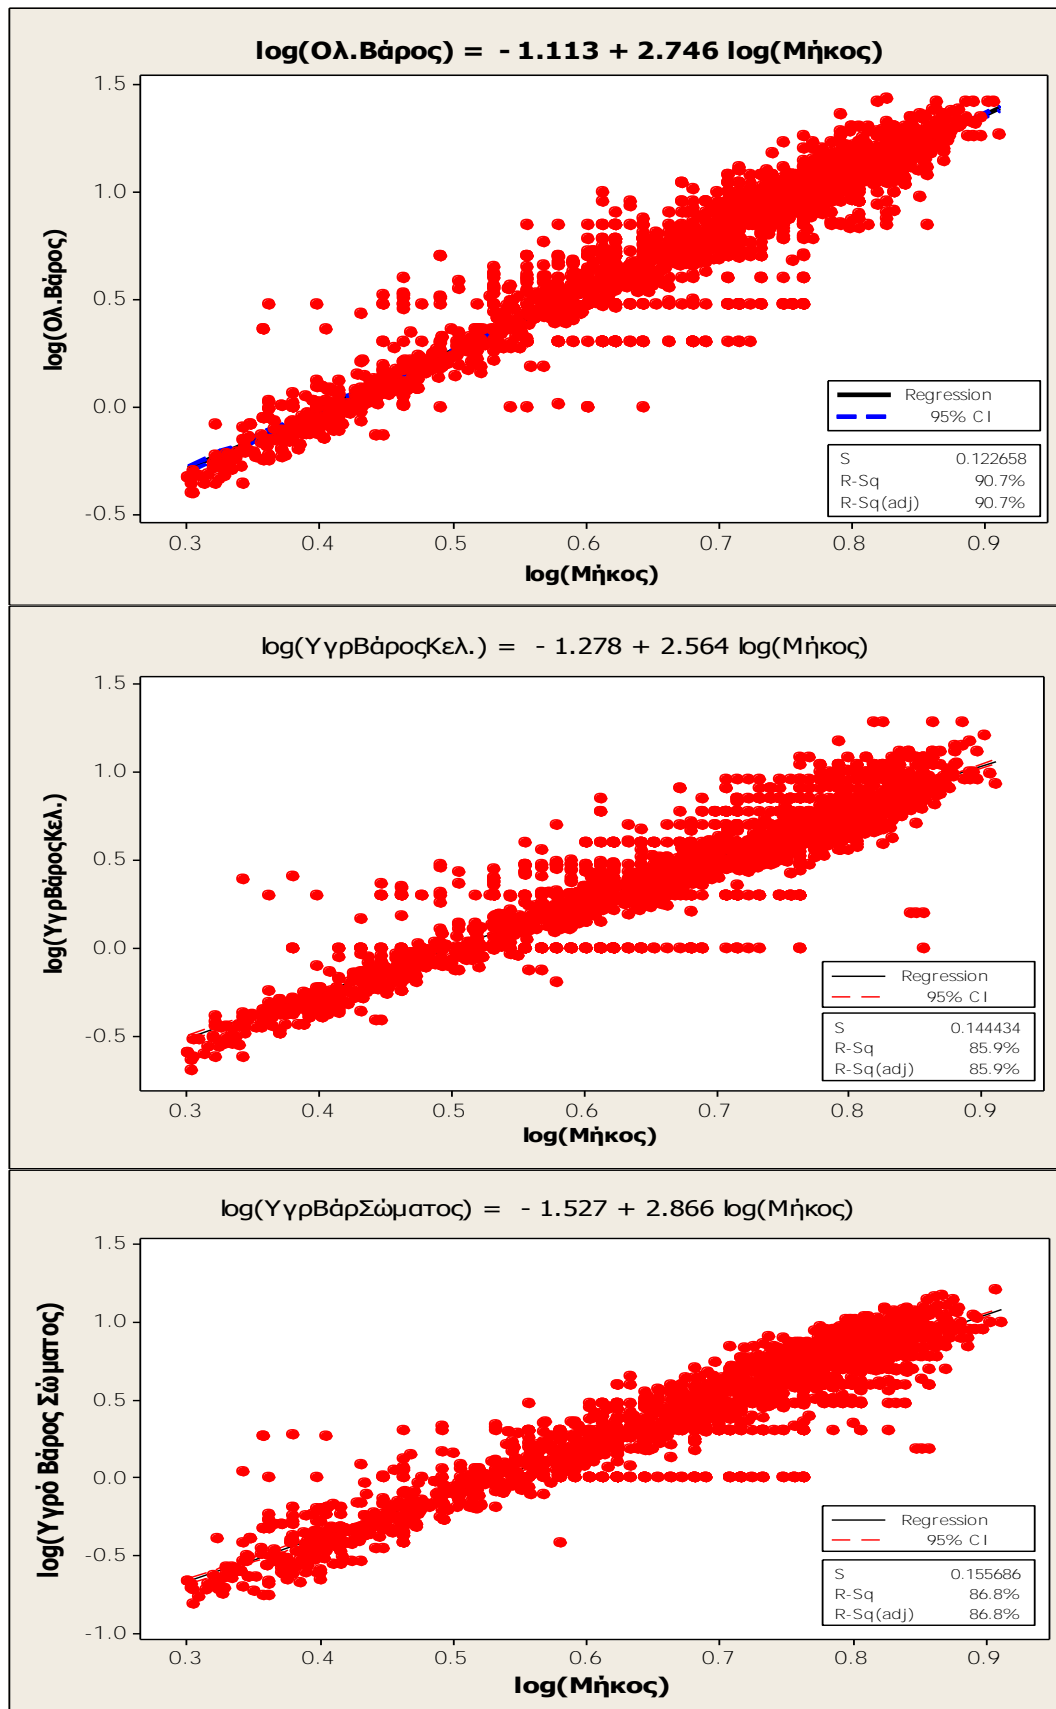 log(Ολ.Βάρος) = - 1.113 + 2.746 log(Μήκος)
1.5
1.0
0.5
0.0
-0.5
log(Ολ.Βάρος)
Regression
95% CI
S 0.122658
R-Sq 90.7%
R-Sq(adj) 90.7%
0.3 0.4 0.5 0.6 0.7 0.8 0.9
log(Μήκος)
log(ΥγρΒάροςΚελ.) = - 1.278 + 2.564 log(Μήκος)
1.5
1.0
0.5
0.0
-0.5
log(ΥγρΒάροςΚελ.)
Regression
95% CI
S 0.144434
R-Sq 85.9%
R-Sq(adj) 85.9%
0.3 0.4 0.5 0.6 0.7 0.8 0.9
log(Μήκος)
log(ΥγρΒάρΣώματος) = - 1.527 + 2.866 log(Μήκος)
1.5
1.0
0.5
0.0
-0.5
-1.0
log(Υγρό Βάρος Σώματος)
Regression
95% CI
S 0.155686
R-Sq 86.8%
R-Sq(adj) 86.8%
0.3 0.4 0.5 0.6 0.7 0.8 0.9
log(Μήκος)